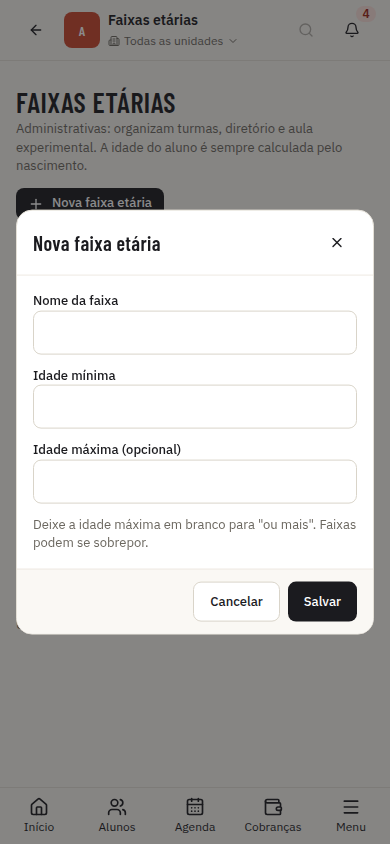 A
Faixas etárias
Todas as unidades
4
FAIXAS ETÁRIAS
Administrativas: organizam turmas, diretório e aula
experimental. A idade do aluno é sempre calculada pelo
nascimento.
Nova faixa etária
Nova faixa etária
Nome da faixa
Idade mínima
Idade máxima (opcional)
Deixe a idade máxima em branco para "ou mais". Faixas
podem se sobrepor.
Cancelar
Salvar
Início
Alunos
Agenda
Cobranças
Menu